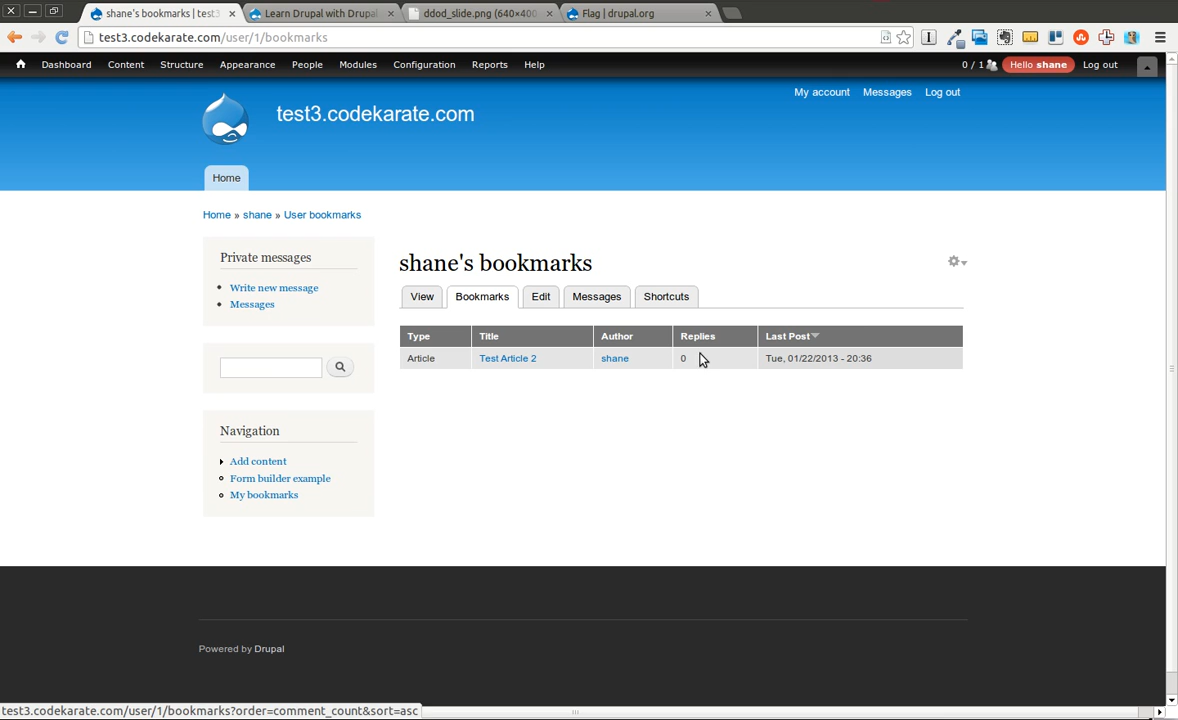 shane's bookmarks | test3
Learn Drupal with Drupal
ddod_slide.png (640×400
Flag | drupal.org
test3.codekarate.com/user/1/bookmarks
Dashboard Content Structure Appearance People Modules Configuration Reports Help 0 / 1 Hello shane Log out
My account Messages Log out
test3.codekarate.com
Home
Home » shane » User bookmarks
Private messages
Write new message
Messages
Navigation
Add content
Form builder example
My bookmarks
shane's bookmarks
View Bookmarks Edit Messages Shortcuts
Type Title Author Replies Last Post
Article Test Article 2 shane 0 Tue, 01/22/2013 - 20:36
Powered by Drupal
test3.codekarate.com/user/1/bookmarks?order=comment_count&sort=asc